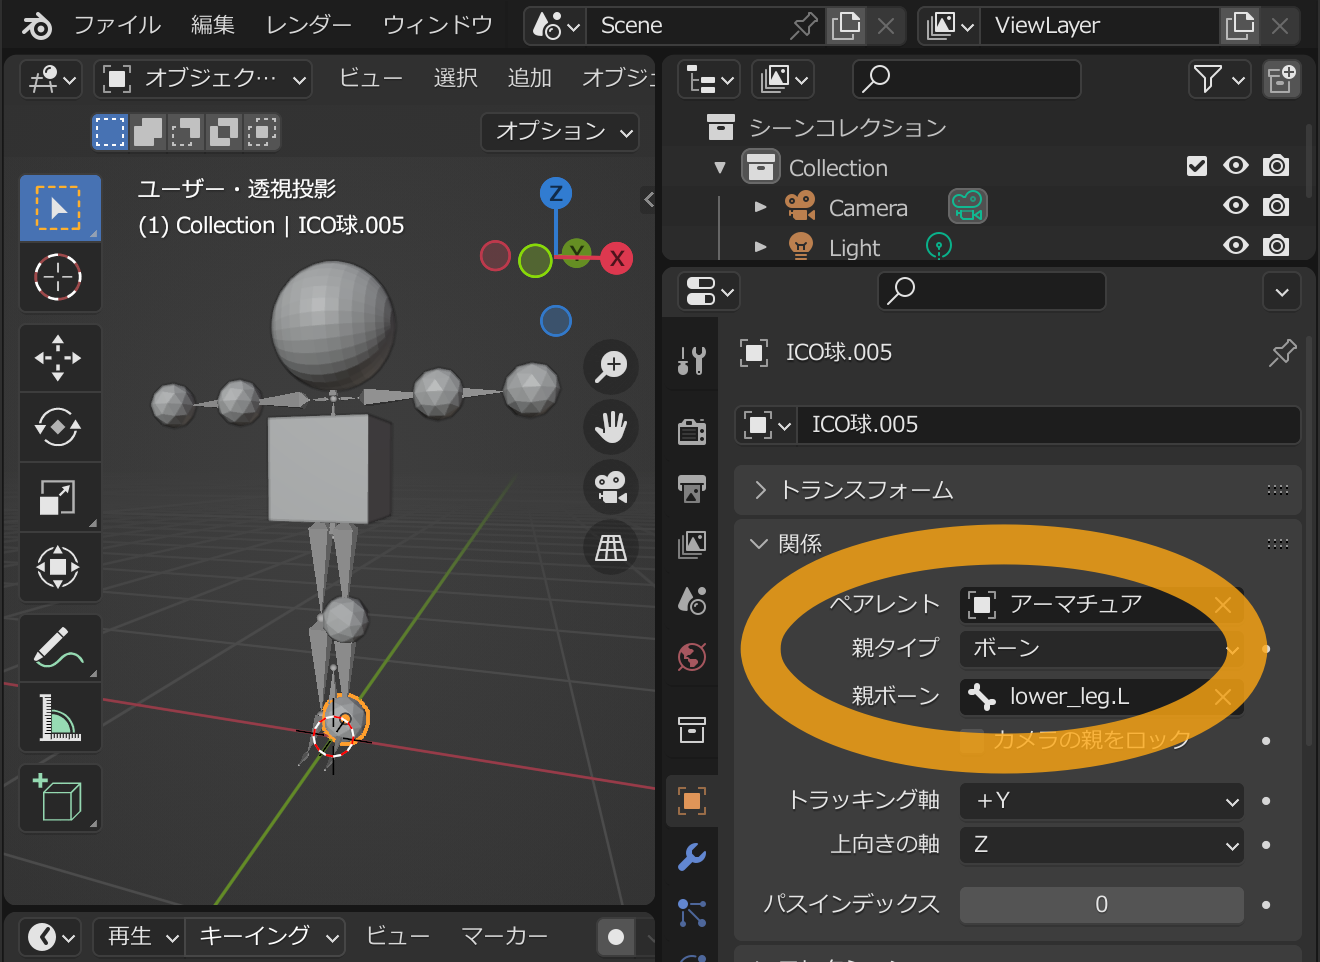 ファイル 編集 レンダー ウィンドウ Scene ViewLayer
オブジェク… ビュー 選択 追加
オプション
ユーザー・透視投影
(1) Collection | ICO球.005
Z
Y
X
シーンコレクション
Collection
Camera
Light
ICO球.005
ICO球.005
トランスフォーム
関係
ペアレント アーマチュア
親タイプ ボーン
親ボーン lower_leg.L
カメラの親をロック
トラッキング軸 +Y
上向きの軸 Z
パスインデックス 0
再生 キーイング ビュー マーカー